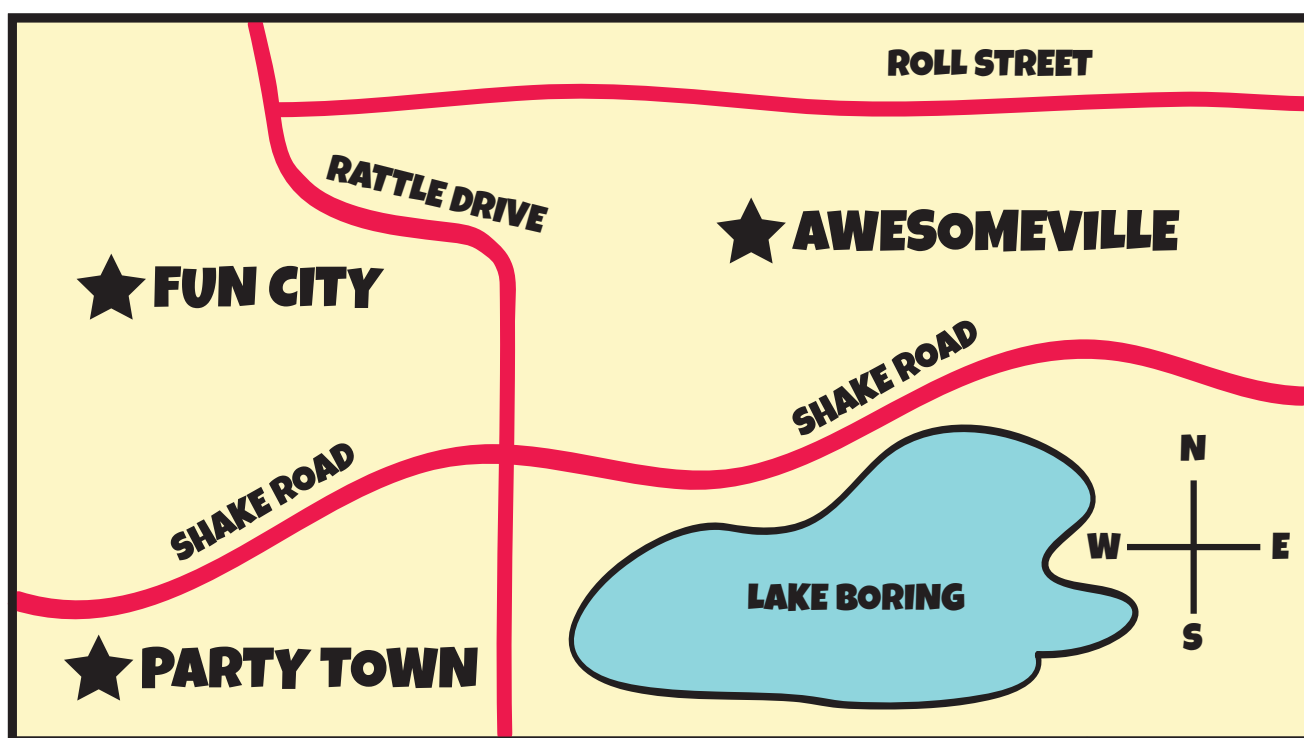 ROLL STREET
RATTLE DRIVE
AWESOMEVILLE
FUN CITY
SHAKE ROAD
SHAKE ROAD
N
W E
S
LAKE BORING
PARTY TOWN